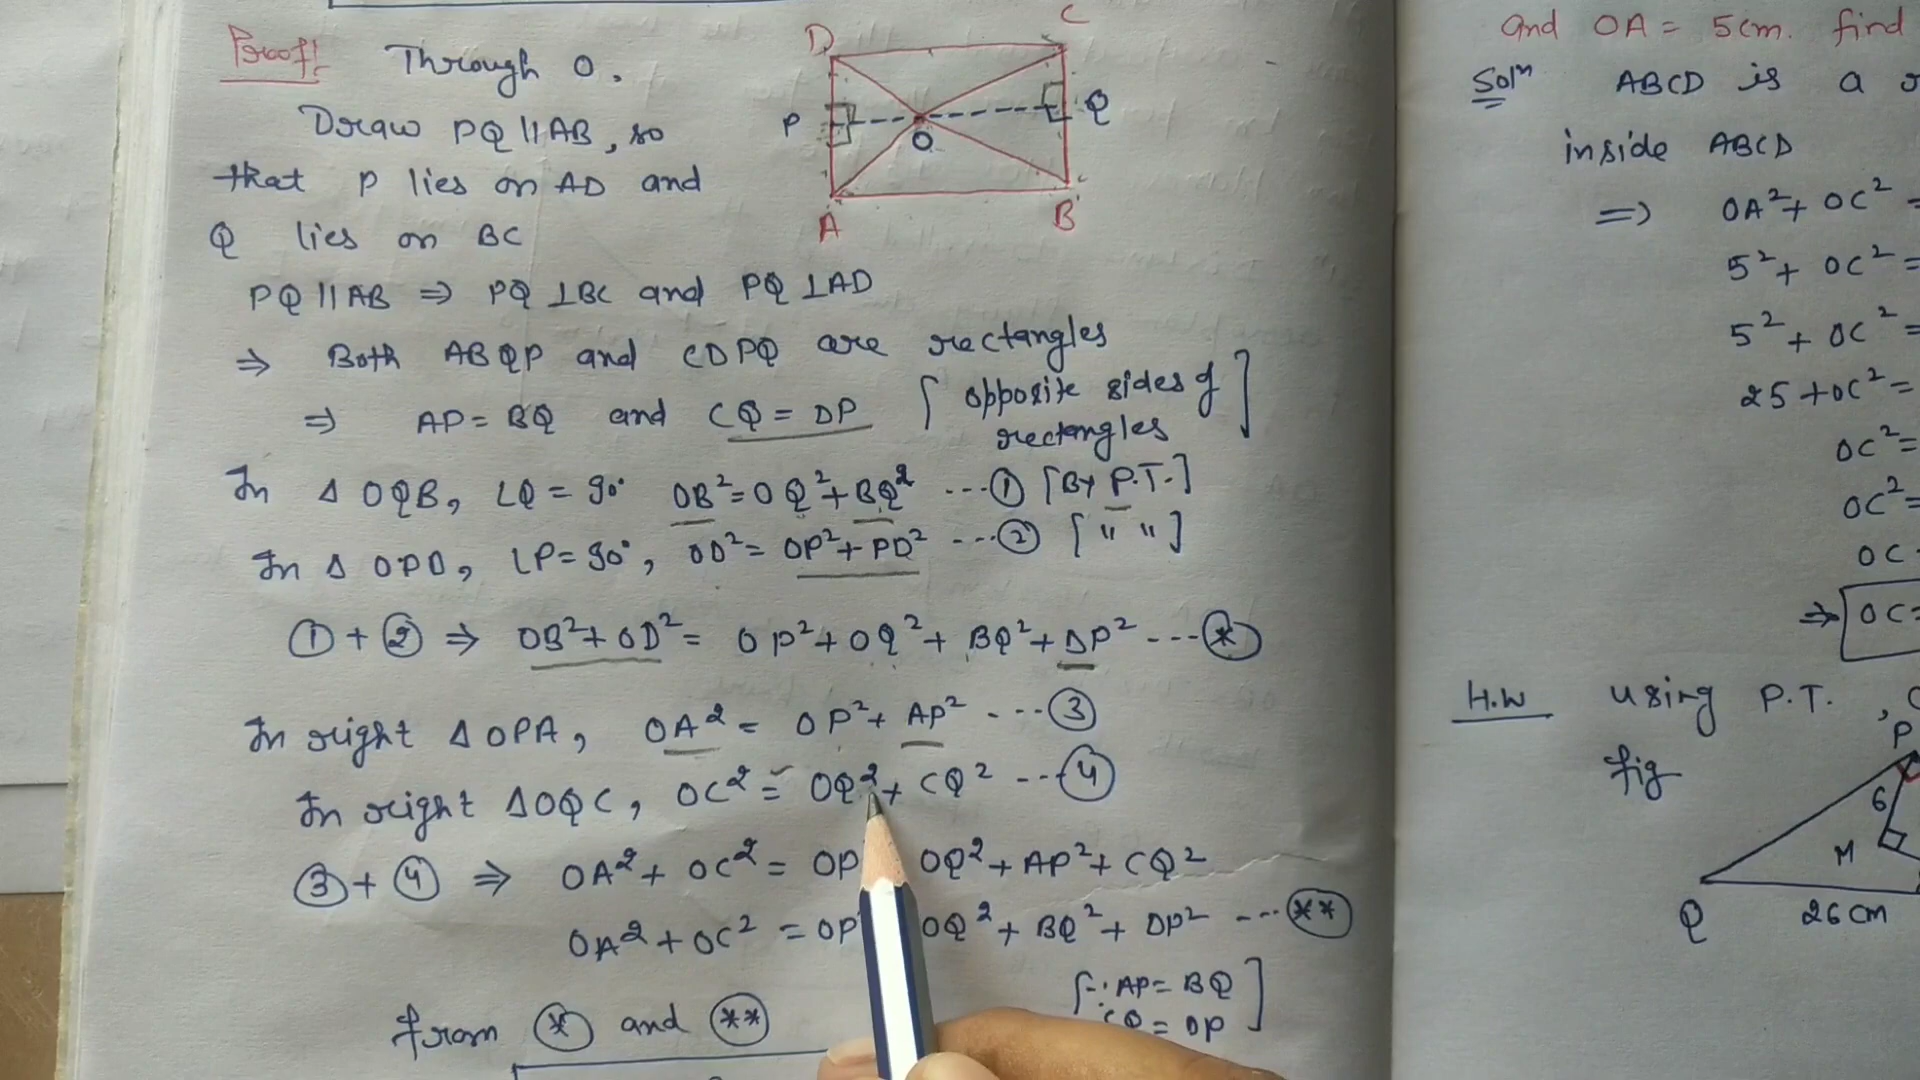 Proof: Through O,
Draw PQ || AB, so
that P lies on AD and
Q lies on BC
D C
P Q
O
A B
PQ || AB ⇒ PQ ⊥ BC and PQ ⊥ AD
⇒ Both ABQP and CDPQ are rectangles
⇒ AP = BQ and CQ = DP [opposite sides of
rectangles]
In Δ OQB, ∠Q = 90° OB² = OQ² + BQ² ---① [By P.T.]
In Δ OPD, ∠P = 90°, OD² = OP² + PD² ---② [ " " ]
① + ② ⇒ OB² + OD² = OP² + OQ² + BQ² + DP² ---(*)
In right Δ OPA, OA² = OP² + AP² ---③
In right Δ OQC, OC² = OQ² + CQ² ---④
③ + ④ ⇒ OA² + OC² = OP OQ² + AP² + CQ²
OA² + OC² = OP² OQ² + BQ² + DP² ---(**)
[∵ AP = BQ
CQ = DP]
from (*) and (**)
and OA = 5cm. find
Solⁿ ABCD is a
inside ABCD
⇒ OA² + OC² =
5² + OC² =
5² + OC² =
25 + OC² =
OC² =
OC² =
OC
⇒ OC =
H.W using P.T.,
fig
P
6
M
Q 26 cm